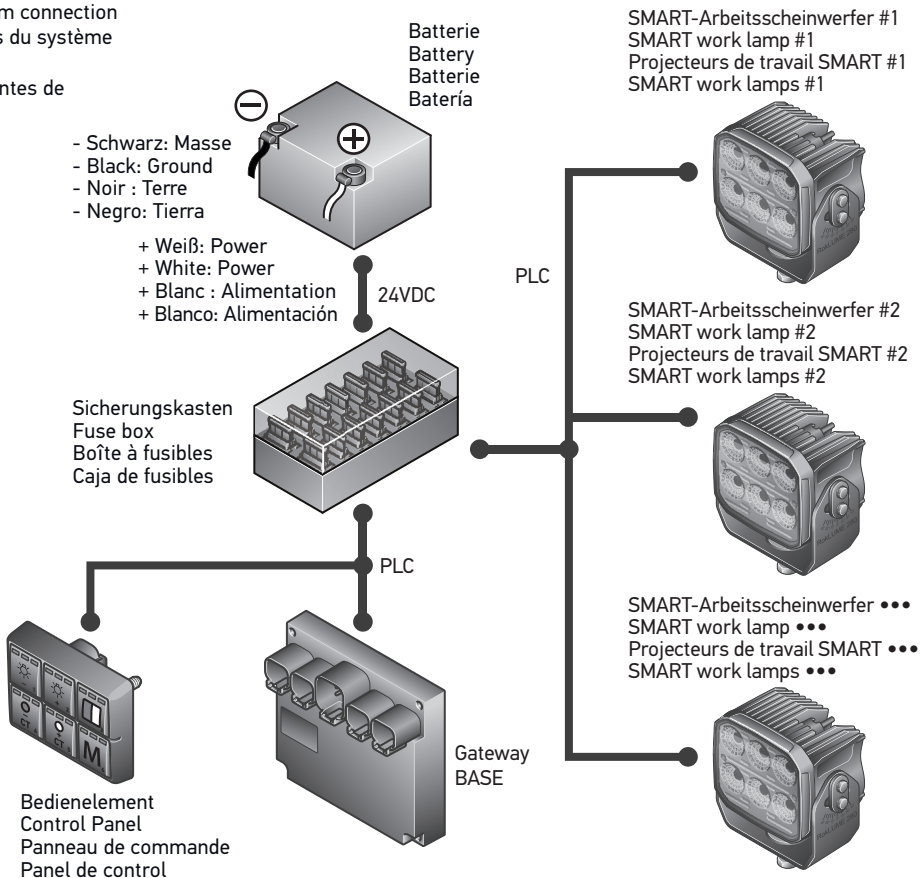 m connection
s du système
ntes de
Batterie
Battery
Batterie
Batería
- Schwarz: Masse
- Black: Ground
- Noir : Terre
- Negro: Tierra
+ Weiß: Power
+ White: Power
+ Blanc : Alimentation
+ Blanco: Alimentación
24VDC
Sicherungskasten
Fuse box
Boîte à fusibles
Caja de fusibles
PLC
Bedienelement
Control Panel
Panneau de commande
Panel de control
CT
CT
M
Gateway
BASE
PLC
SMART-Arbeitsscheinwerfer #1
SMART work lamp #1
Projecteurs de travail SMART #1
SMART work lamps #1
SMART-Arbeitsscheinwerfer #2
SMART work lamp #2
Projecteurs de travail SMART #2
SMART work lamps #2
SMART-Arbeitsscheinwerfer •••
SMART work lamp •••
Projecteurs de travail SMART •••
SMART work lamps •••